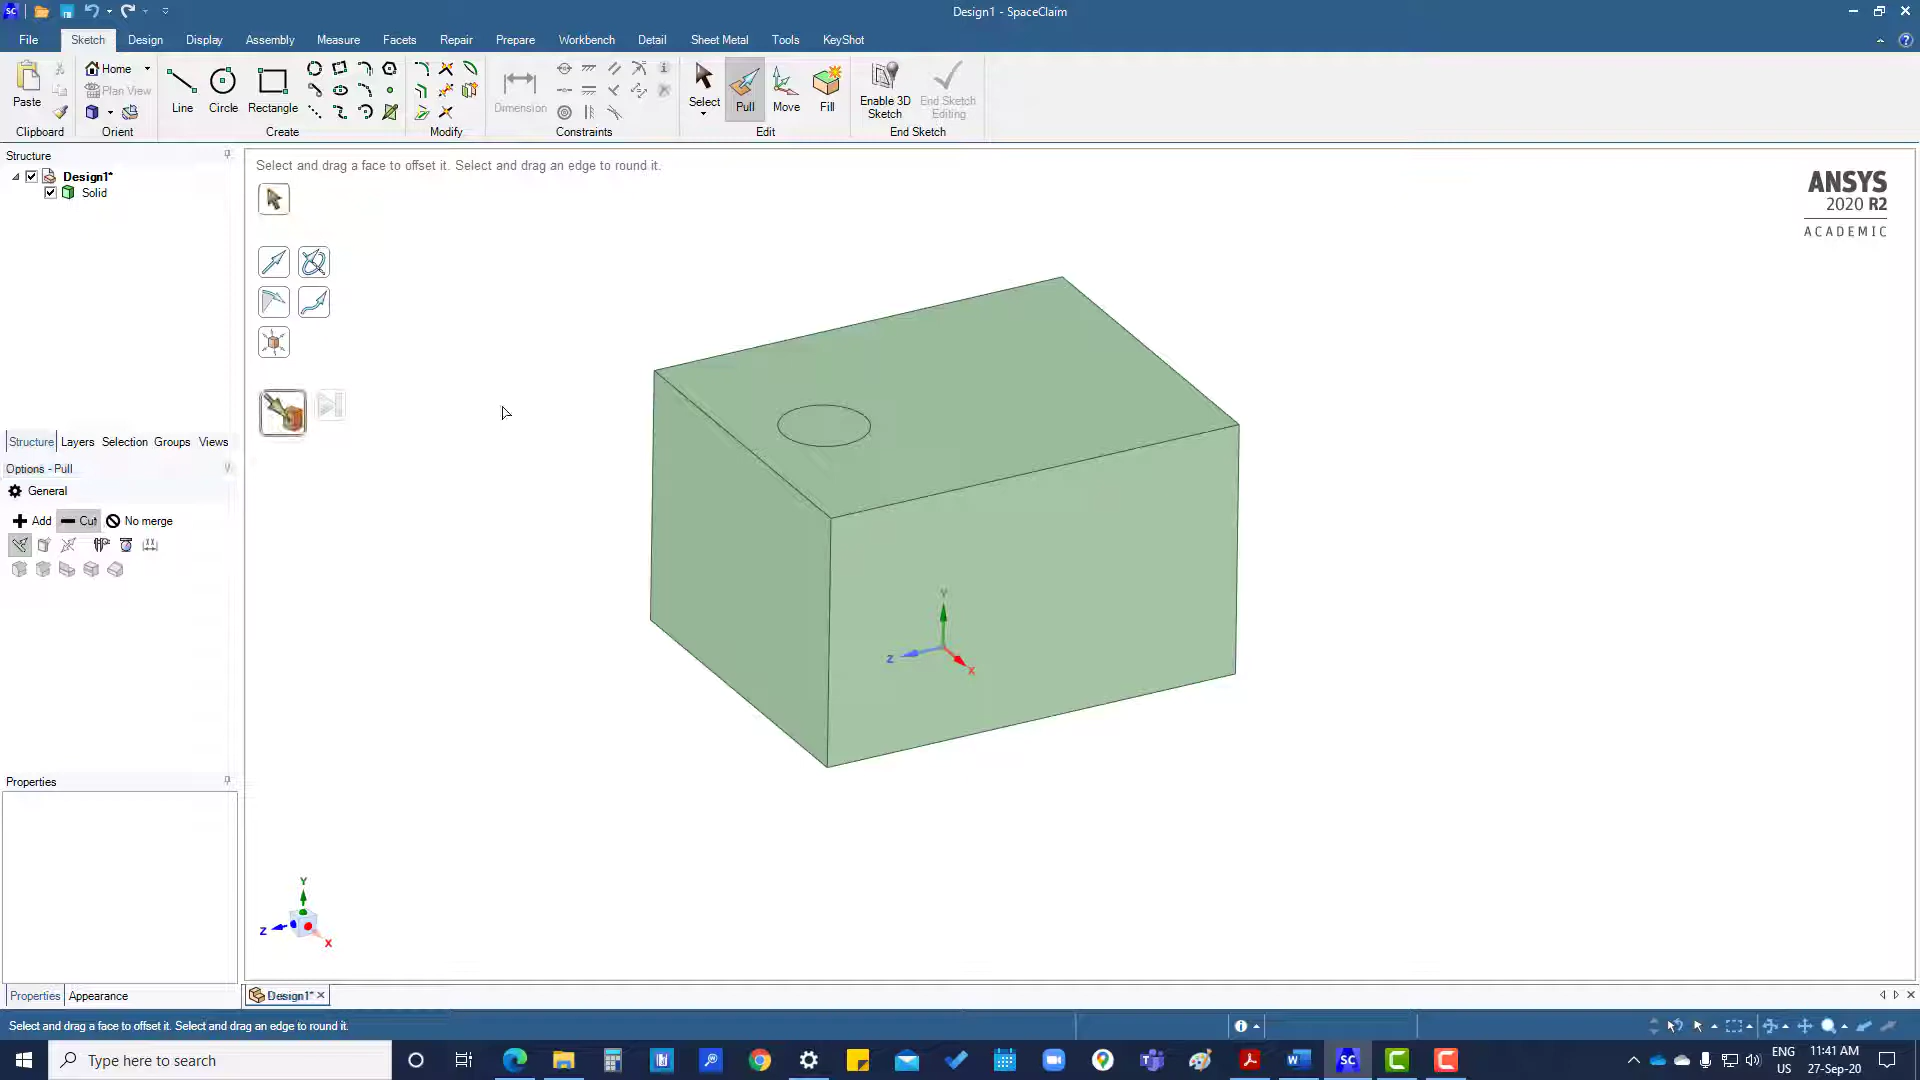 Design1 - SpaceClaim
File Sketch Design Display Assembly Measure Facets Repair Prepare Workbench Detail Sheet Metal Tools KeyShot
Paste
Home
Plan View
Line
Circle
Rectangle
Dimension
Select
Pull
Move
Fill
Enable 3D
Sketch
End Sketch
Editing
Clipboard
Orient
Create
Modify
Constraints
Edit
End Sketch
Structure
Design1*
Solid
Structure Layers Selection Groups Views
Options - Pull
General
Add Cut No merge
Properties
Properties Appearance
Select and drag a face to offset it. Select and drag an edge to round it.
ANSYS
2020 R2
ACADEMIC
Y
Z
X
Y
Z
X
Design1*
Select and drag a face to offset it. Select and drag an edge to round it.
Type here to search
ENG
US
11:41 AM
27-Sep-20